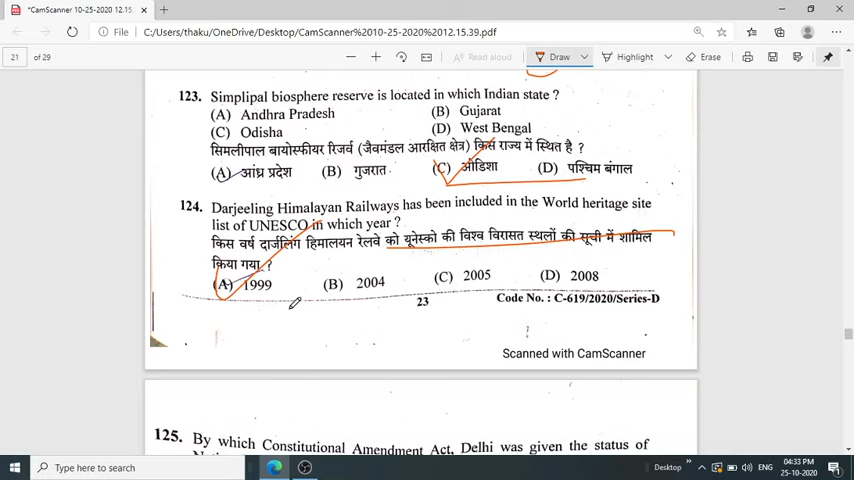 *CamScanner 10-25-2020 12.15.
File
C:/Users/thaku/OneDrive/Desktop/CamScanner%2010-25-2020%2012.15.39.pdf
21 of 29
Read aloud
Draw
Highlight
Erase
123. Simplipal biosphere reserve is located in which Indian state ?
(A) Andhra Pradesh (B) Gujarat
(C) Odisha (D) West Bengal
सिमलीपाल बायोस्फीयर रिजर्व (जैवमंडल आरक्षित क्षेत्र) किस राज्य में स्थित है ?
(A) आंध्र प्रदेश (B) गुजरात (C) ओडिशा (D) पश्चिम बंगाल
124. Darjeeling Himalayan Railways has been included in the World heritage site
list of UNESCO in which year ?
किस वर्ष दार्जलिंग हिमालयन रेलवे को यूनेस्को की विश्व विरासत स्थलों की सूची में शामिल
किया गया ?
(A) 1999 (B) 2004 (C) 2005 (D) 2008
23 Code No. : C-619/2020/Series-D
Scanned with CamScanner
125. By which Constitutional Amendment Act, Delhi was given the status of
Type here to search
Desktop
ENG
04:33 PM
25-10-2020